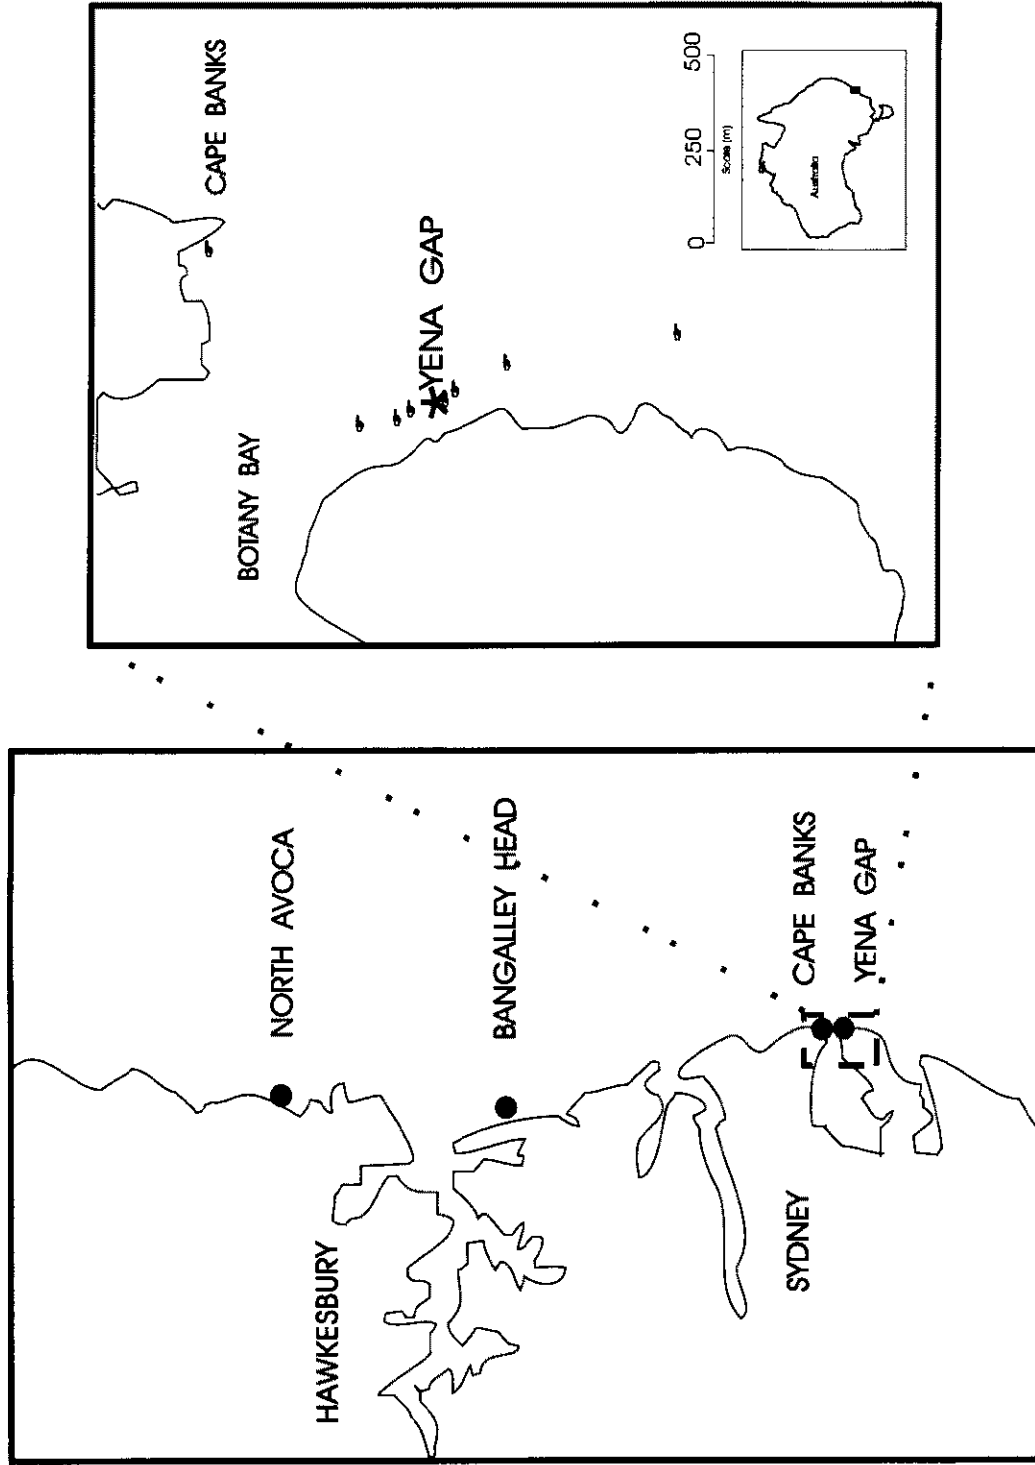 CAPE BANKS
BOTANY BAY
YENA GAP
0 250 500
Scale (m)
Australia
NORTH AVOCA
HAWKESBURY
BANGALLEY HEAD
CAPE BANKS
YENA GAP
SYDNEY